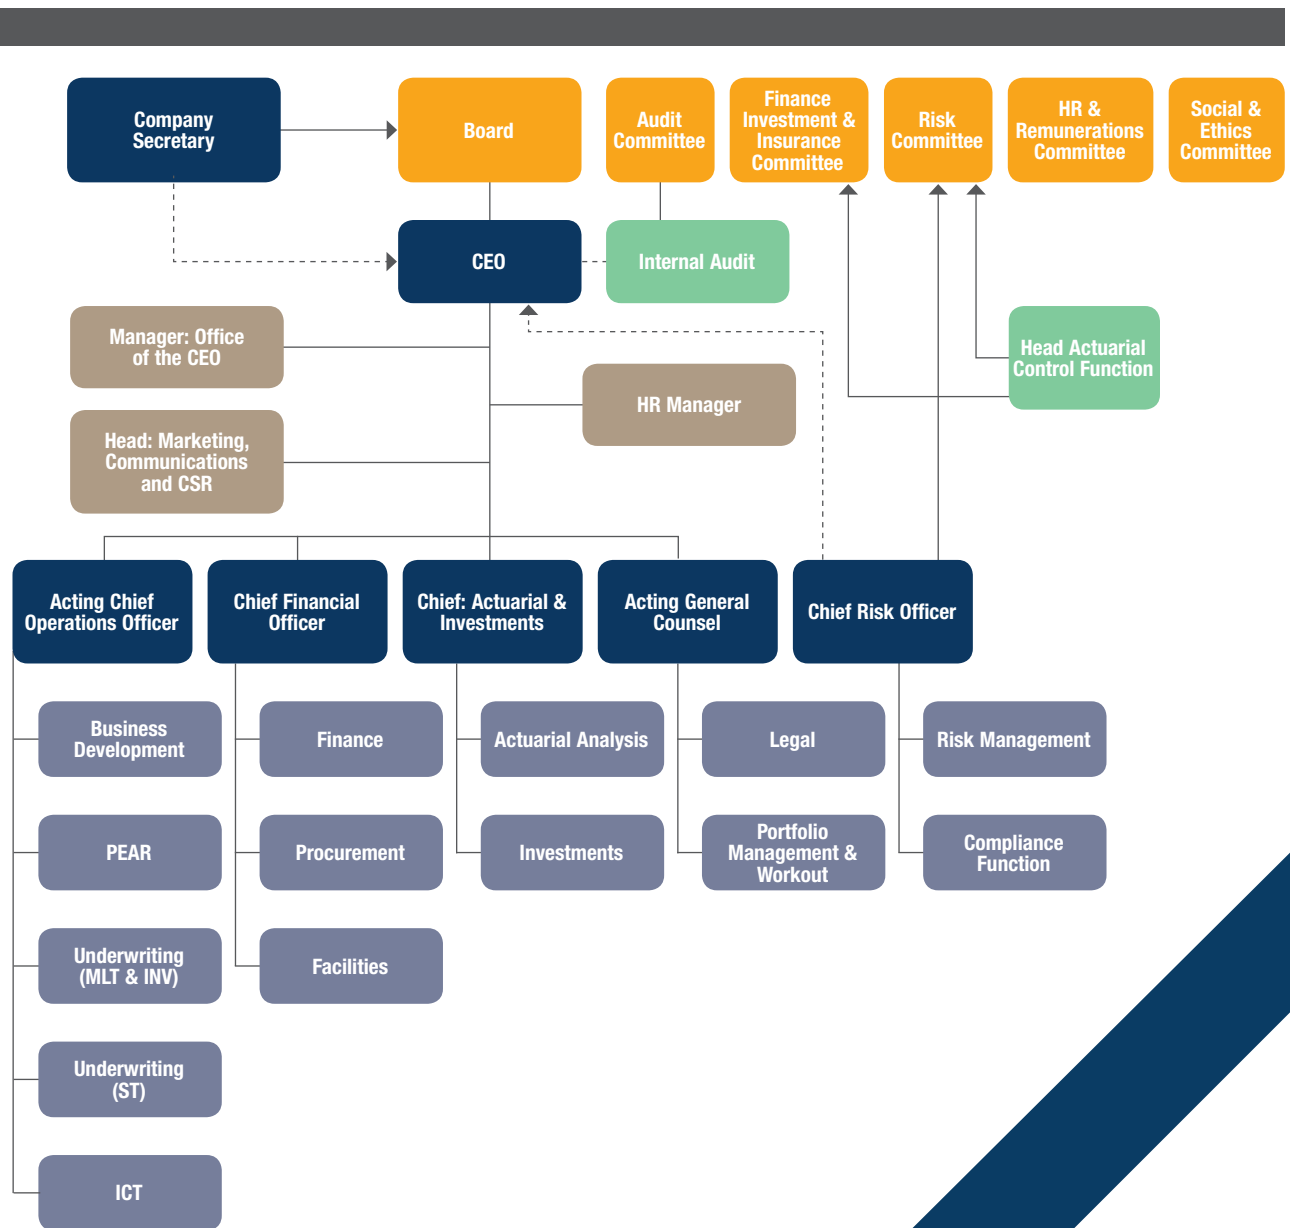 Company
Secretary
Board
Audit
Committee
Finance
Investment &
Insurance
Committee
Risk
Committee
HR &
Remunerations
Committee
Social &
Ethics
Committee
CEO
Internal Audit
Manager: Office
of the CEO
Head Actuarial
Control Function
HR Manager
Head: Marketing,
Communications
and CSR
Acting Chief
Operations Officer
Chief Financial
Officer
Chief: Actuarial &
Investments
Acting General
Counsel
Chief Risk Officer
Business
Development
Finance
Actuarial Analysis
Legal
Risk Management
PEAR
Procurement
Investments
Portfolio
Management &
Workout
Compliance
Function
Underwriting
(MLT & INV)
Facilities
Underwriting
(ST)
ICT